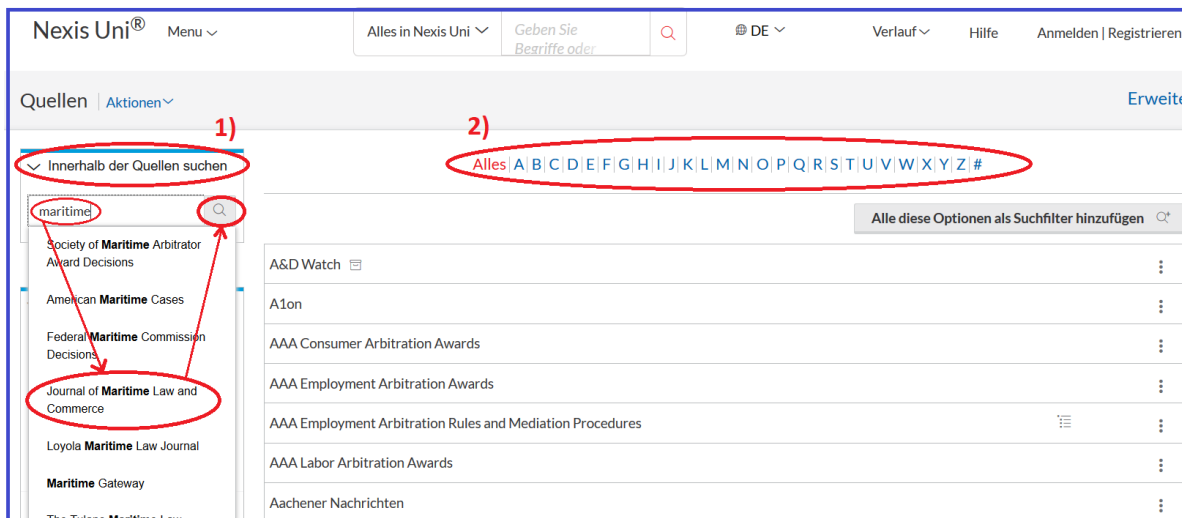 Nexis Uni® Menu Alles in Nexis Uni Geben Sie Begriffe oder DE Verlauf Hilfe Anmelden | Registrieren
Quellen | Aktionen Erweite
1) 2)
Innerhalb der Quellen suchen
Alles A B C D E F G H I J K L M N O P Q R S T U V W X Y Z #
maritime
Alle diese Optionen als Suchfilter hinzufügen
Society of Maritime Arbitrator
Award Decisions
American Maritime Cases
Federal Maritime Commission
Decisions
Journal of Maritime Law and
Commerce
Loyola Maritime Law Journal
Maritime Gateway
The Tulane Maritime Law
A&D Watch
A1on
AAA Consumer Arbitration Awards
AAA Employment Arbitration Awards
AAA Employment Arbitration Rules and Mediation Procedures
AAA Labor Arbitration Awards
Aachener Nachrichten